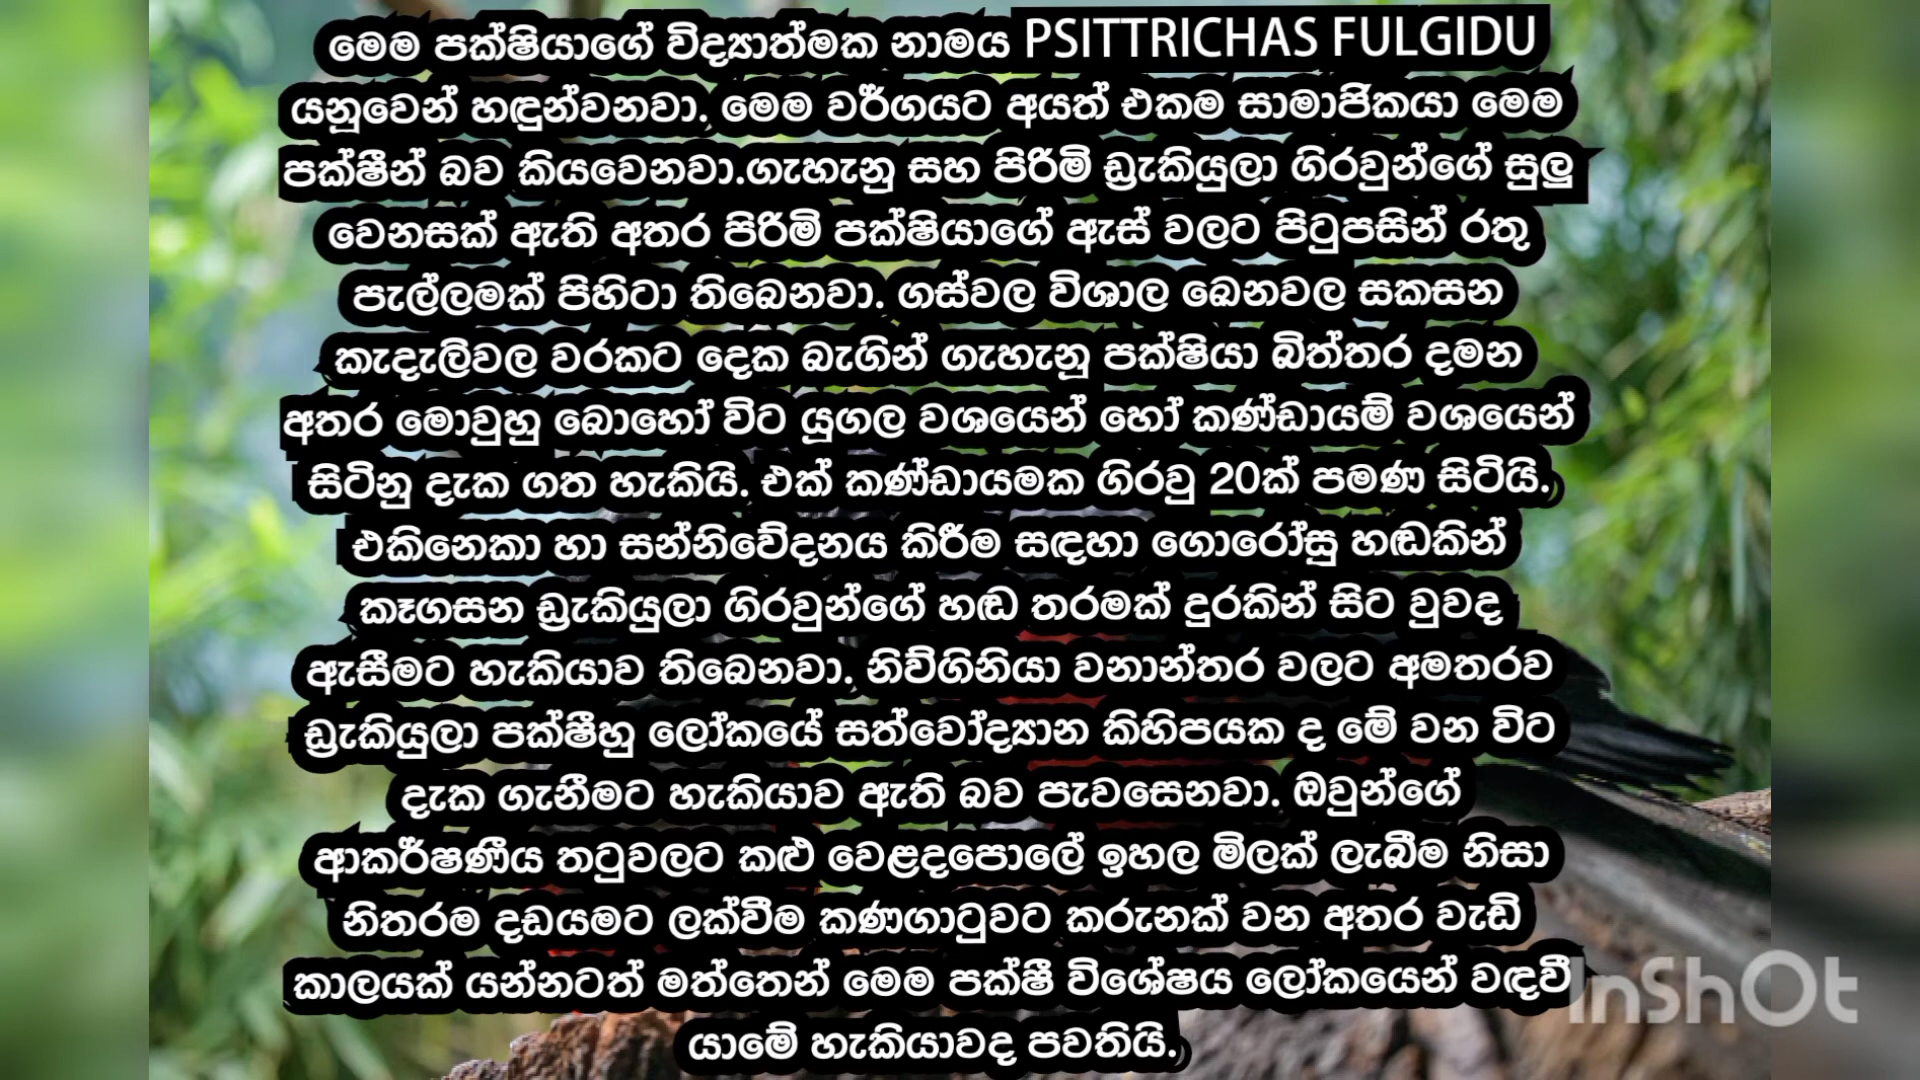 මෙම පක්ෂියාගේ විද්‍යාත්මක නාමය PSITTRICHAS FULGIDU
යනූවෙන් හඳුන්වනවා. මෙම වර්ගයට අයත් එකම සාමාජිකයා මෙම
පක්ෂීන් බව කියවෙනවා.ගැහැනු සහ පිරිමි ඩ්‍රැකියුලා ගිරවුන්ගේ සුලු
වෙනසක් ඇති අතර පිරිමි පක්ෂියාගේ ඇස් වලට පිටුපසින් රතු
පැල්ලමක් පිහිටා තිබෙනවා. ගස්වල විශාල බෙනවල සකසන
කැදැලිවල වරකට දෙක බැගින් ගැහැනූ පක්ෂියා බිත්තර දමන
අතර මොවුහු බොහෝ විට යූගල වශයෙන් හෝ කණ්ඩායම් වශයෙන්
සිටිනු දැක ගත හැකියි. එක් කණ්ඩායමක ගිරවු 20ක් පමණ සිටියි.
එකිනෙකා හා සන්නිවේදනය කිරීම සඳහා ගොරෝසු හඬකින්
කෑගසන ඩ්‍රැකියුලා ගිරවුන්ගේ හඬ තරමක් දුරකින් සිට වුවද
ඇසීමට හැකියාව තිබෙනවා. නිව්ගිනියා වනාන්තර වලට අමතරව
ඩ්‍රැකියුලා පක්ෂීහු ලෝකයේ සත්වෝද්‍යාන කිහිපයක ද මේ වන විට
දැක ගැනීමට හැකියාව ඇති බව පැවසෙනවා. ඔවුන්ගේ
ආකර්ෂණීය තටුවලට කළු වෙළදපොලේ ඉහල මිලක් ලැබීම නිසා
නිතරම දඩයමට ලක්වීම කණගාටුවට කරුනක් වන අතර වැඩි
කාලයක් යන්නටත් මත්තෙන් මෙම පක්ෂී විශේෂය ලෝකයෙන් වඳවී
යාමේ හැකියාවද පවතියි.
InShOt